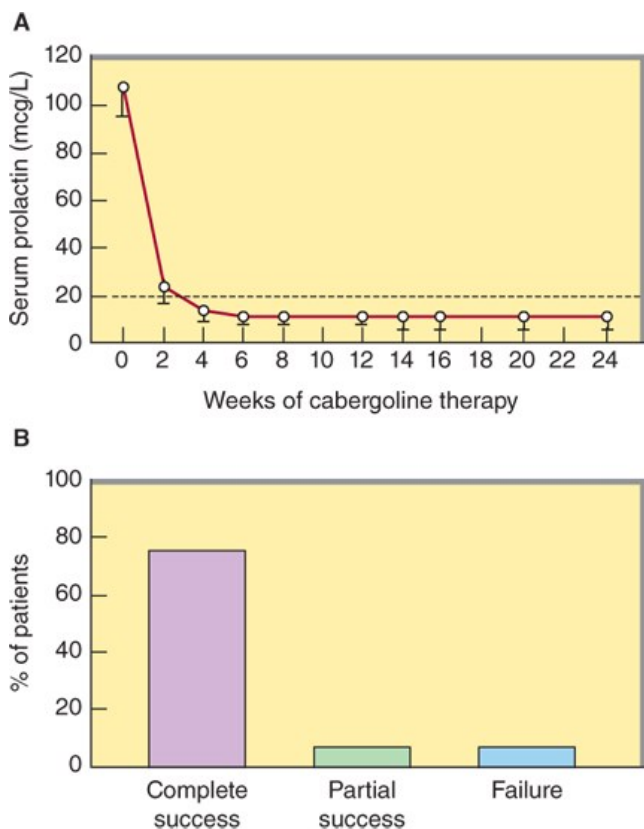 A
120
100
80
60
40
20
0
Serum prolactin (mcg/L)
0 2 4 6 8 10 12 14 16 18 20 22 24
Weeks of cabergoline therapy
B
100
80
60
40
20
0
% of patients
Complete success
Partial success
Failure